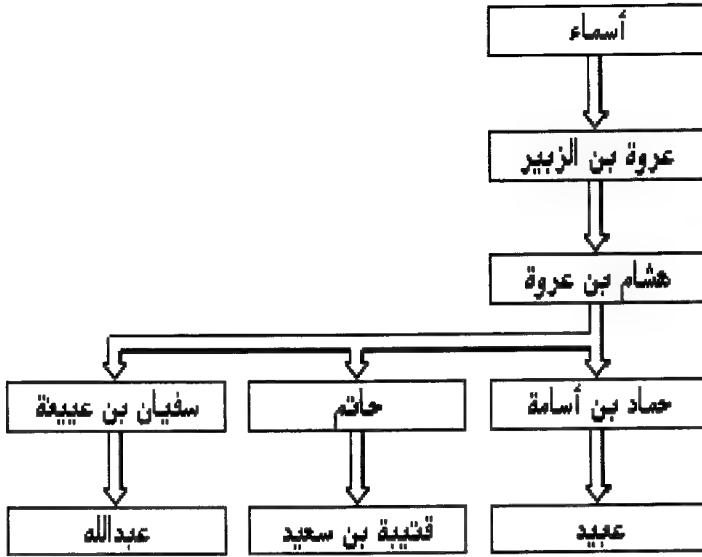 أسماء
عروة بن الزبير
هشام بن عروة
حماد بن أسامة
حاتم
سفيان بن عيينة
عبيد
قتيبة بن سعيد
عبدالله